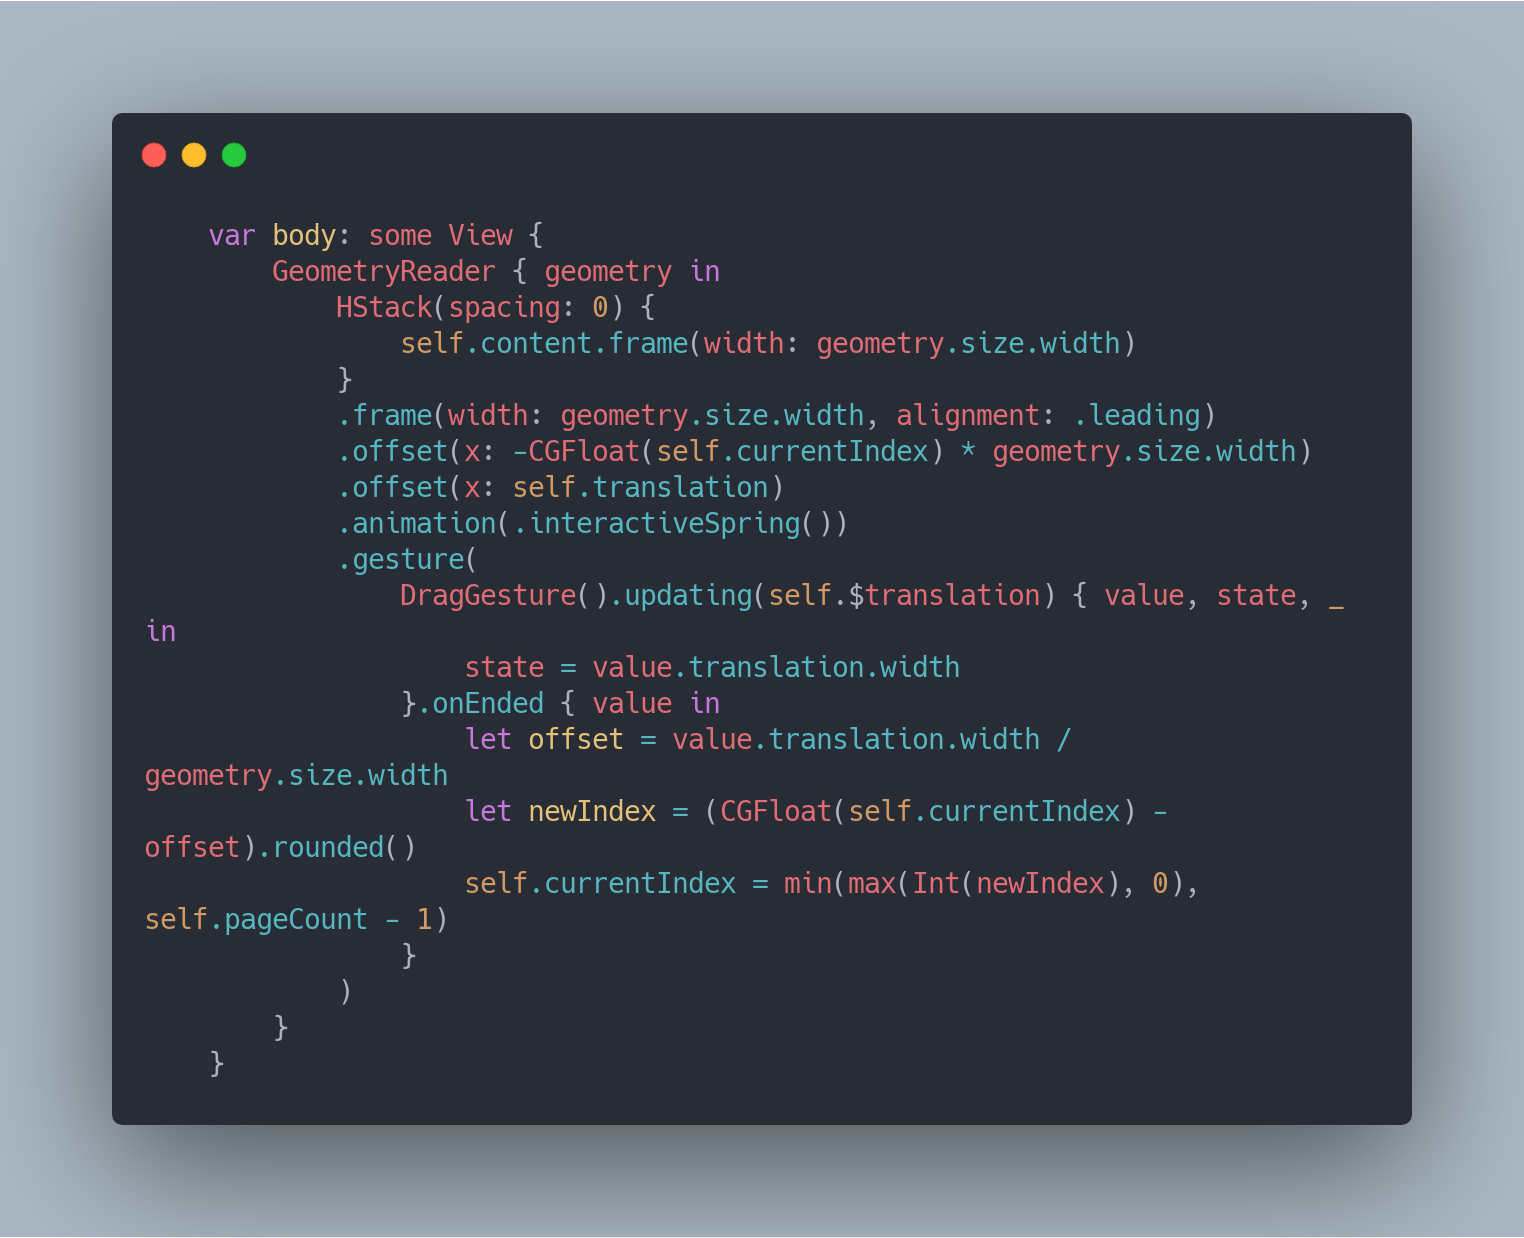 var body: some View {
        GeometryReader { geometry in
            HStack(spacing: 0) {
                self.content.frame(width: geometry.size.width)
            }
            .frame(width: geometry.size.width, alignment: .leading)
            .offset(x: -CGFloat(self.currentIndex) * geometry.size.width)
            .offset(x: self.translation)
            .animation(.interactiveSpring())
            .gesture(
                DragGesture().updating(self.$translation) { value, state, _
in
                    state = value.translation.width
                }.onEnded { value in
                    let offset = value.translation.width /
geometry.size.width
                    let newIndex = (CGFloat(self.currentIndex) -
offset).rounded()
                    self.currentIndex = min(max(Int(newIndex), 0),
self.pageCount - 1)
                }
            )
        }
    }